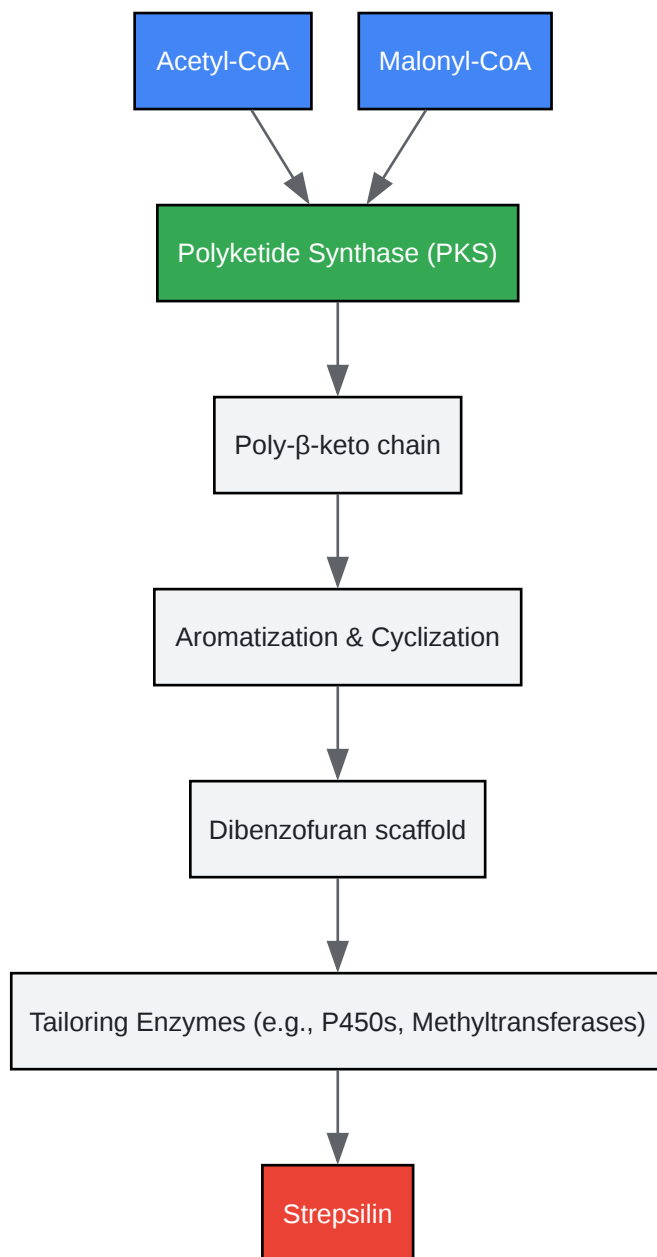 Acetyl-CoA
Malonyl-CoA
Polyketide Synthase (PKS)
Poly-β-keto chain
Aromatization & Cyclization
Dibenzofuran scaffold
Tailoring Enzymes (e.g., P450s, Methyltransferases)
Strepsilin